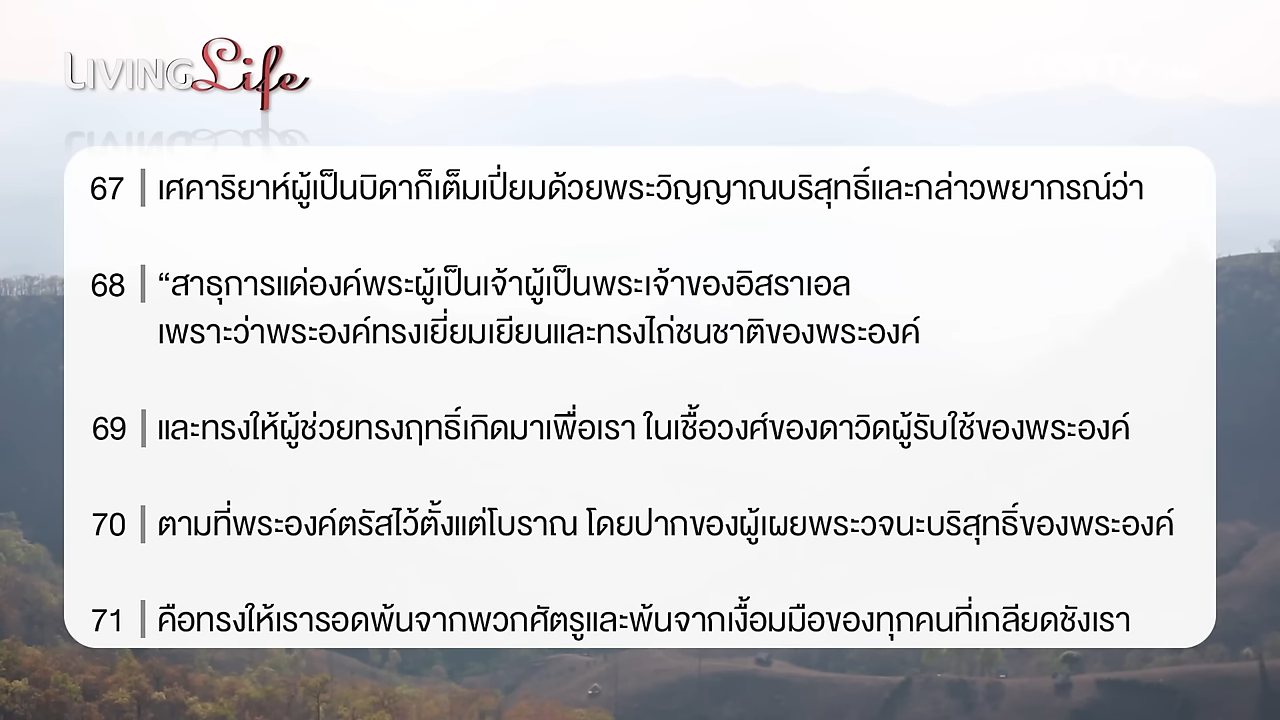 LIVING Life
67 เศคาริยาห์ผู้เป็นบิดาก็เต็มเปี่ยมด้วยพระวิญญาณบริสุทธิ์และกล่าวพยากรณ์ว่า
68 “สาธุการแด่องค์พระผู้เป็นเจ้าผู้เป็นพระเจ้าของอิสราเอล
เพราะว่าพระองค์ทรงเยี่ยมเยียนและทรงไถ่ชนชาติของพระองค์
69 และทรงให้ผู้ช่วยทรงฤทธิ์เกิดมาเพื่อเรา ในเชื้อวงศ์ของดาวิดผู้รับใช้ของพระองค์
70 ตามที่พระองค์ตรัสไว้ตั้งแต่โบราณ โดยปากของผู้เผยพระวจนะบริสุทธิ์ของพระองค์
71 คือทรงให้เรารอดพ้นจากพวกศัตรูและพ้นจากเงื้อมมือของทุกคนที่เกลียดชังเรา